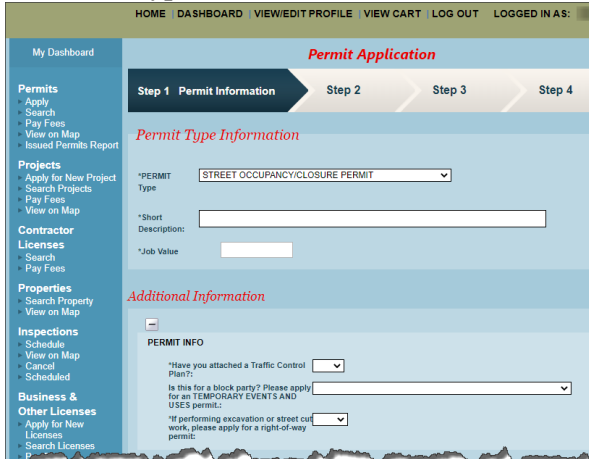 HOME | DASHBOARD | VIEW/EDIT PROFILE | VIEW CART | LOG OUT LOGGED IN AS:
My Dashboard
Permits
Apply
Search
Pay Fees
View on Map
Issued Permits Report
Projects
Apply for New Project
Search Projects
Pay Fees
View on Map
Contractor
Licenses
Search
Pay Fees
Properties
Search Property
View on Map
Inspections
Schedule
View on Map
Cancel
Scheduled
Business &
Other Licenses
Apply for New
Licenses
Search Licenses
Permit Application
Step 1 Permit Information
Step 2
Step 3
Step 4
Permit Type Information
*PERMIT
Type
STREET OCCUPANCY/CLOSURE PERMIT
*Short
Description:
*Job Value
Additional Information
PERMIT INFO
*Have you attached a Traffic Control
Plan?:
Is this for a block party? Please apply
for an TEMPORARY EVENTS AND
USES permit.:
*If performing excavation or street cut
work, please apply for a right-of-way
permit: